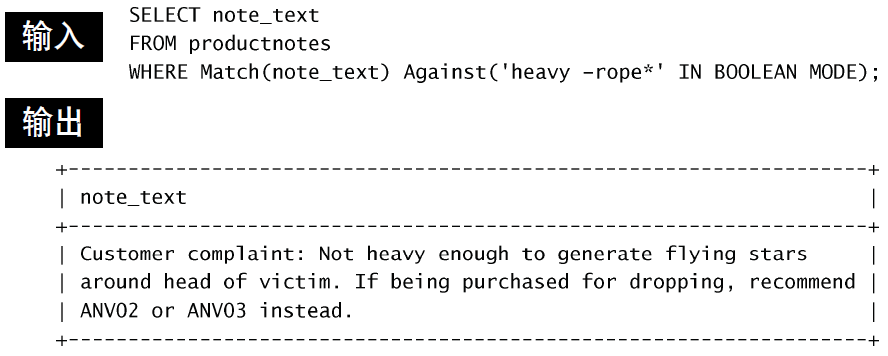 输入
SELECT note_text
FROM productnotes
WHERE Match(note_text) Against('heavy –rope*' IN BOOLEAN MODE);
输出
+-------------------------------------------------------------------+
| note_text |
+-------------------------------------------------------------------+
| Customer complaint: Not heavy enough to generate flying stars |
| around head of victim. If being purchased for dropping, recommend |
| ANV02 or ANV03 instead. |
+-------------------------------------------------------------------+